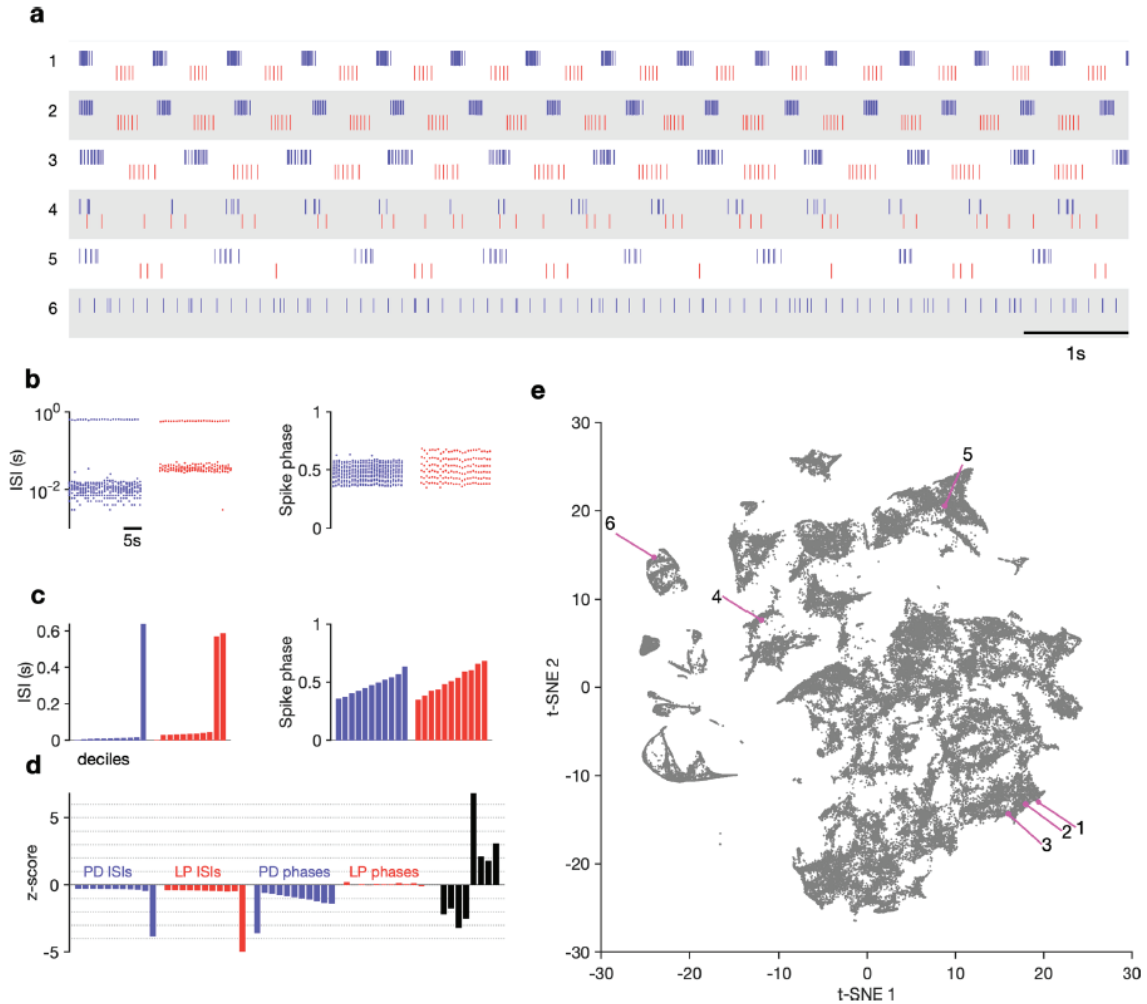 a
1
2
3
4
5
6
1s
b
ISI (s)
10^0
10^-2
5s
Spike phase
1
0.5
0
c
ISI (s)
0.6
0.4
0.2
0
deciles
Spike phase
1
0.5
0
d
z-score
5
0
-5
PD ISIs
LP ISIs
PD phases
LP phases
e
t-SNE 2
30
20
10
0
-10
-20
-30
-30
-20
-10
0
10
20
30
t-SNE 1
5
6
4
1
2
3